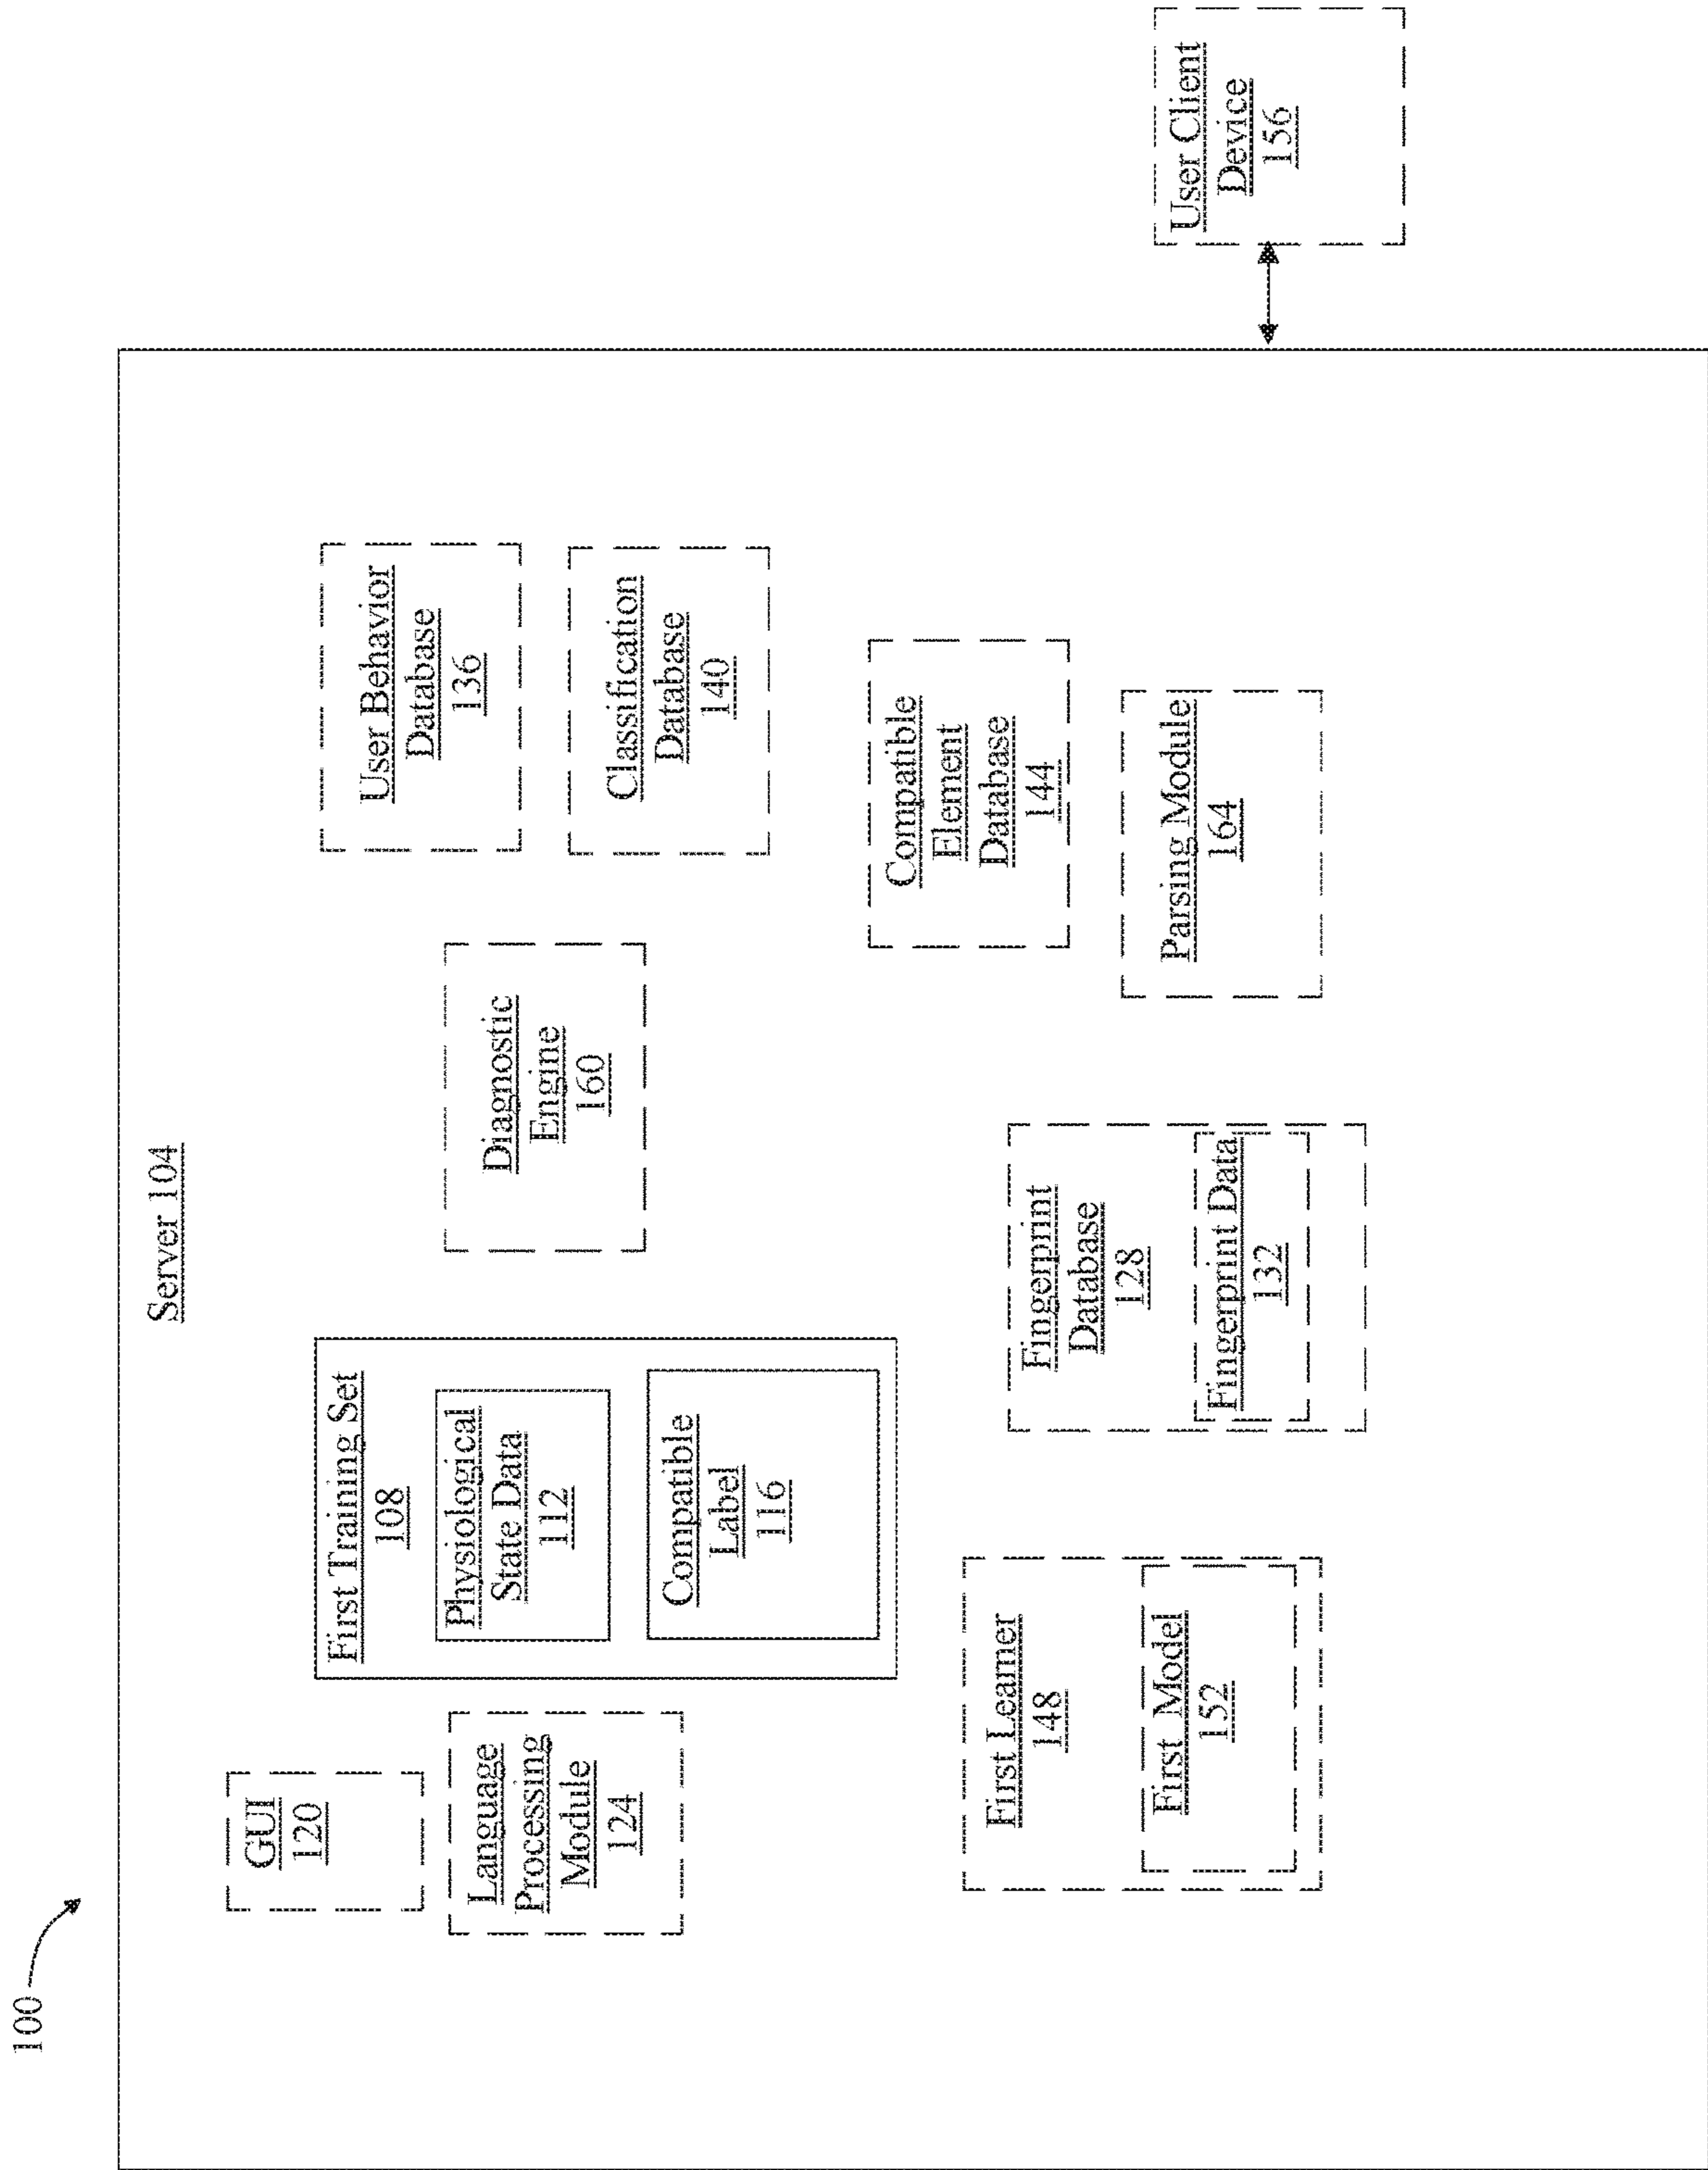 100
Server 104
GUI
120
Language
Processing
Module
124
First Training Set
108
Physiological
State Data
112
Compatible
Label
116
Diagnostic
Engine
160
User Behavior
Database
136
Classification
Database
140
First Learner
148
First Model
152
Fingerprint
Database
128
Fingerprint Data
132
Compatible
Element
Database
144
Parsing Module
164
User Client
Device
156